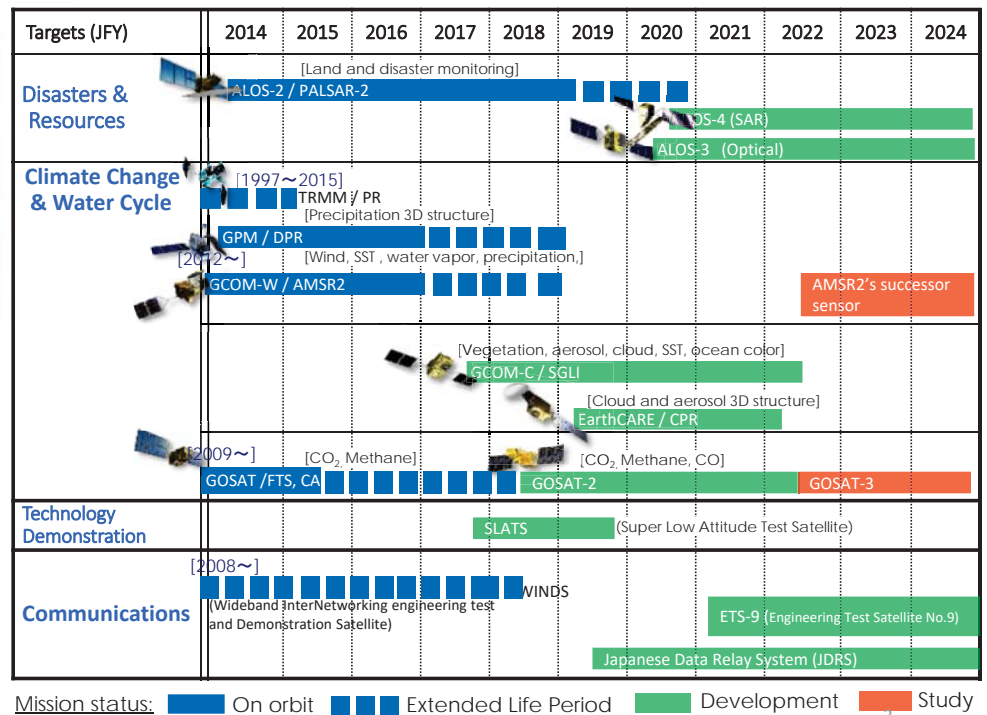 Targets (JFY) 2014 2015 2016 2017 2018 2019 2020 2021 2022 2023 2024
Disasters &
Resources
[Land and disaster monitoring]
ALOS-2 / PALSAR-2
OS-4 (SAR)
ALOS-3 (Optical)
Climate Change
& Water Cycle
[1997～2015]
TRMM / PR
[Precipitation 3D structure]
GPM / DPR
[2012～]
[Wind, SST , water vapor, precipitation,]
GCOM-W / AMSR2
AMSR2's successor
sensor
[Vegetation, aerosol, cloud, SST, ocean color]
GCOM-C / SGLI
[Cloud and aerosol 3D structure]
EarthCARE / CPR
[2009～]
[CO2, Methane]
[CO2, Methane, CO]
GOSAT /FTS, CA
GOSAT-2
GOSAT-3
Technology
Demonstration
SLATS
(Super Low Attitude Test Satellite)
[2008～]
Communications
WINDS
(Wideband InterNetworking engineering test
and Demonstration Satellite)
ETS-9 (Engineering Test Satellite No.9)
Japanese Data Relay System (JDRS)
Mission status: On orbit Extended Life Period Development Study